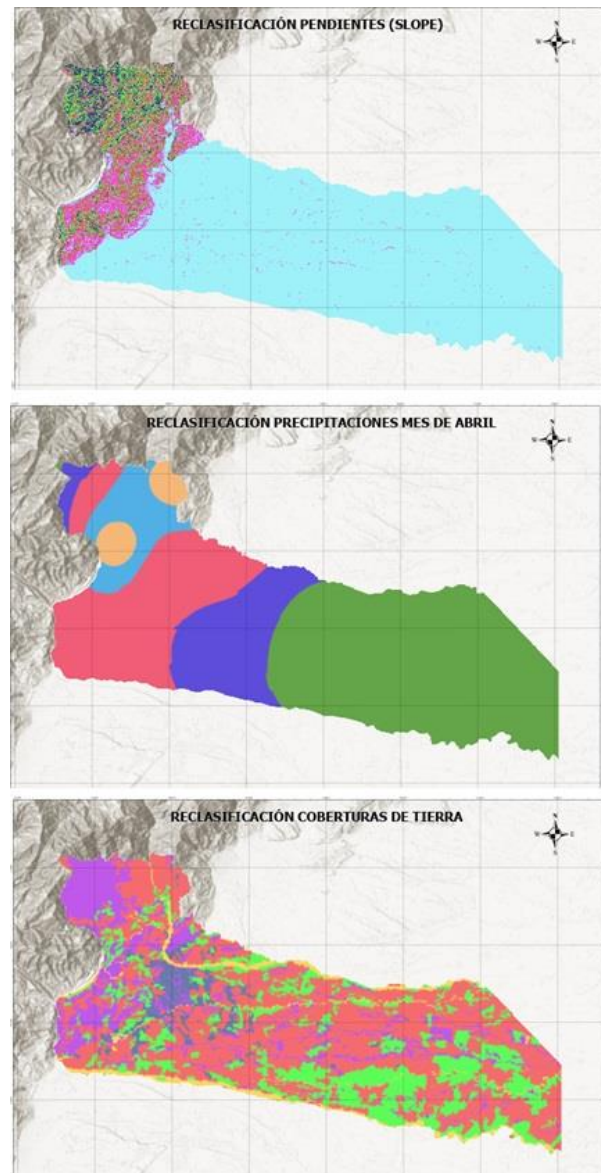 RECLASIFICACIÓN PENDIENTES (SLOPE)
N
W E
S
RECLASIFICACIÓN PRECIPITACIONES MES DE ABRIL
N
W E
S
RECLASIFICACIÓN COBERTURAS DE TIERRA
N
W E
S